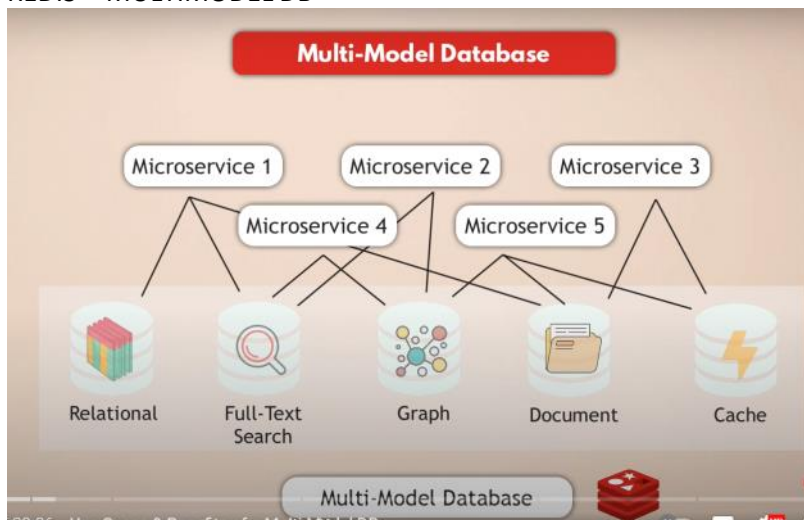 Multi-Model Database
Microservice 1
Microservice 2
Microservice 3
Microservice 4
Microservice 5
Relational
Full-Text
Search
Graph
Document
Cache
Multi-Model Database